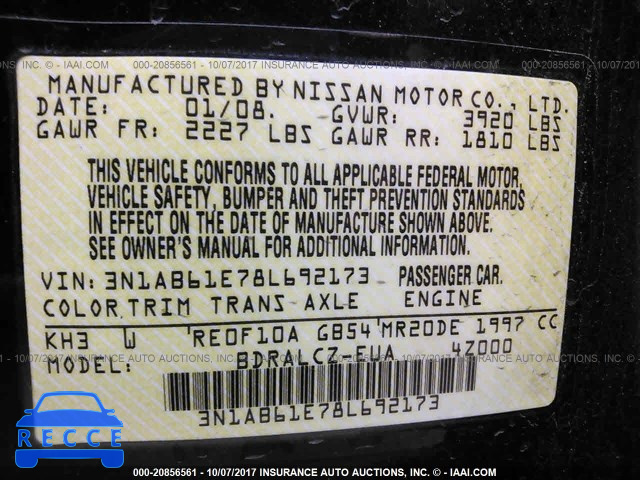 000-20856561 - 10/07/2017 INSURANCE AUTO AUCTIONS, INC. - © IAAI.COM
MANUFACTURED BY NISSAN MOTOR CO., LTD.
DATE: 01/08. GVWR: 3920 LBS
GAWR FR: 2227 LBS GAWR RR: 1810 LBS
THIS VEHICLE CONFORMS TO ALL APPLICABLE FEDERAL MOTOR
VEHICLE SAFETY, BUMPER AND THEFT PREVENTION STANDARDS
IN EFFECT ON THE DATE OF MANUFACTURE SHOWN ABOVE.
SEE OWNER'S MANUAL FOR ADDITIONAL INFORMATION.
VIN: 3N1AB61E78L692173 PASSENGER CAR.
COLOR,TRIM TRANS AXLE ENGINE
KH3 W RE0F10A GB54 MR20DE 1997 CC
MODEL: BDRALCZ EUA 4Z000
3N1AB61E78L692173
RECCE
000-20856561 - 10/07/2017 INSURANCE AUTO AUCTIONS, INC. - © IAAI.COM